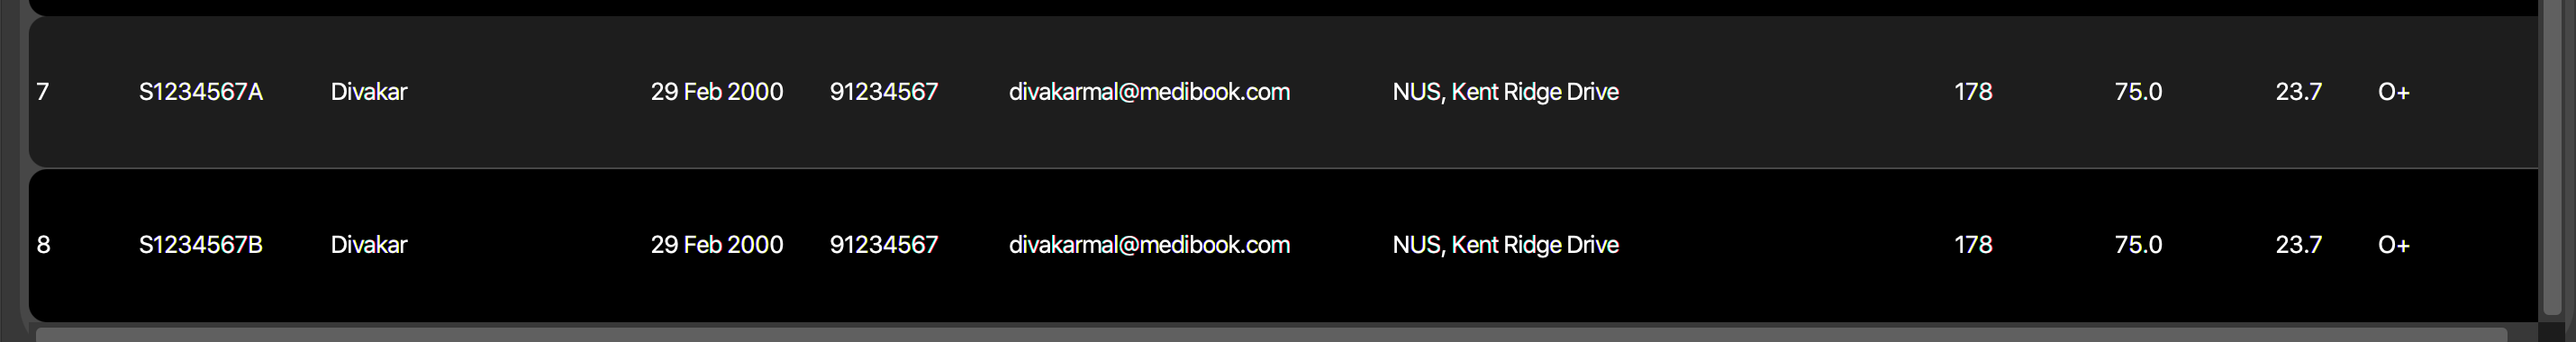 7 S1234567A Divakar 29 Feb 2000 91234567 divakarmal@medibook.com NUS, Kent Ridge Drive 178 75.0 23.7 O+
8 S1234567B Divakar 29 Feb 2000 91234567 divakarmal@medibook.com NUS, Kent Ridge Drive 178 75.0 23.7 O+